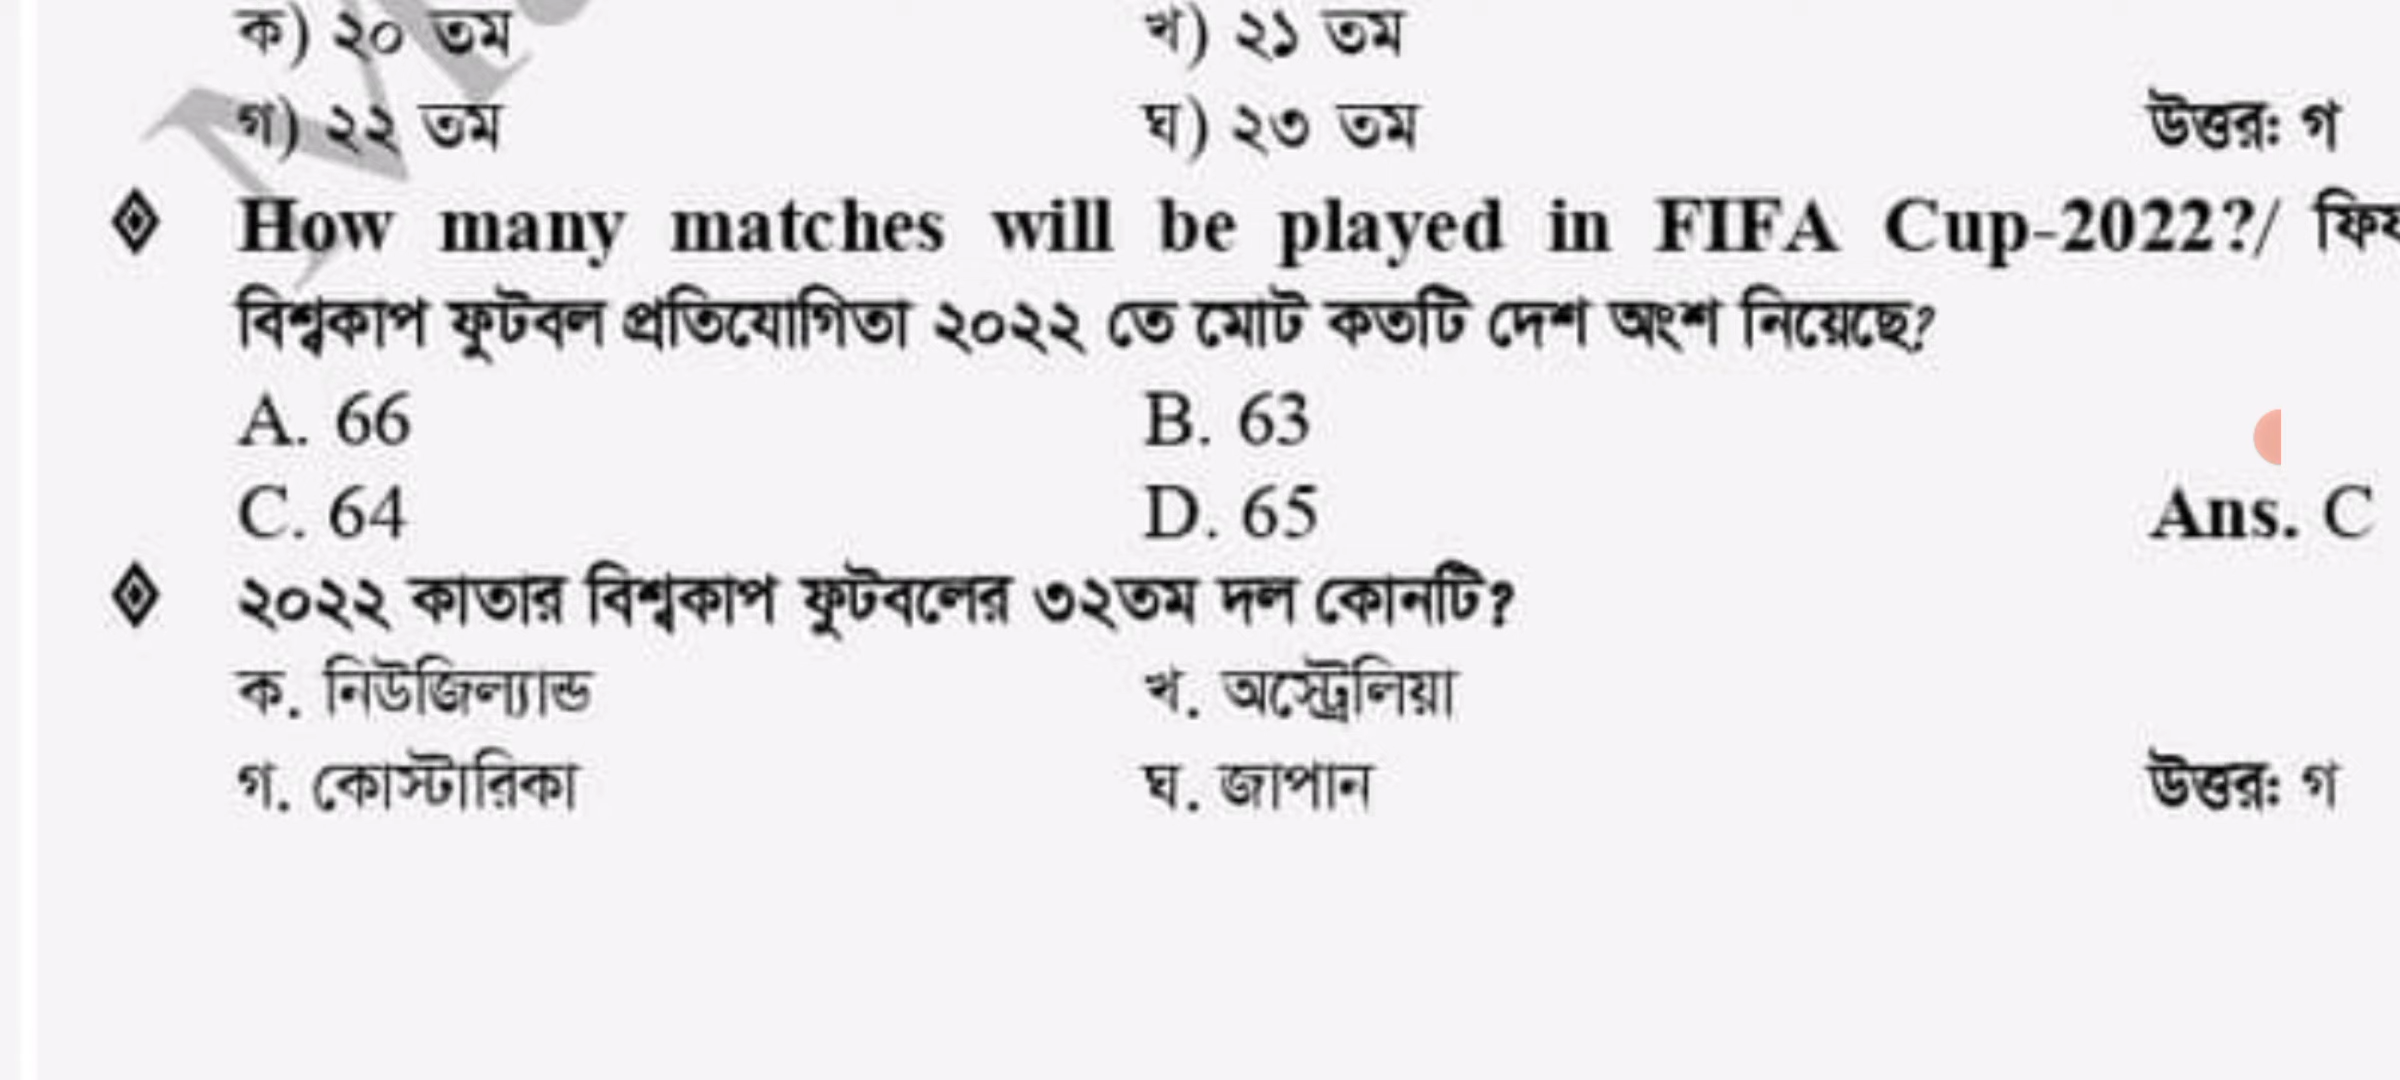 ক) ২০ তম খ) ২১ তম
গ) ২২ তম ঘ) ২৩ তম উত্তরঃ গ
How many matches will be played in FIFA Cup-2022?/
বিশ্বকাপ ফুটবল প্রতিযোগিতা ২০২২ তে মোট কতটি দেশ অংশ নিয়েছে?
A. 66 B. 63
C. 64 D. 65 Ans. C
২০২২ কাতার বিশ্বকাপ ফুটবলের ৩২তম দল কোনটি?
ক. নিউজিল্যান্ড খ. অস্ট্রেলিয়া
গ. কোস্টারিকা ঘ. জাপান উত্তরঃ গ